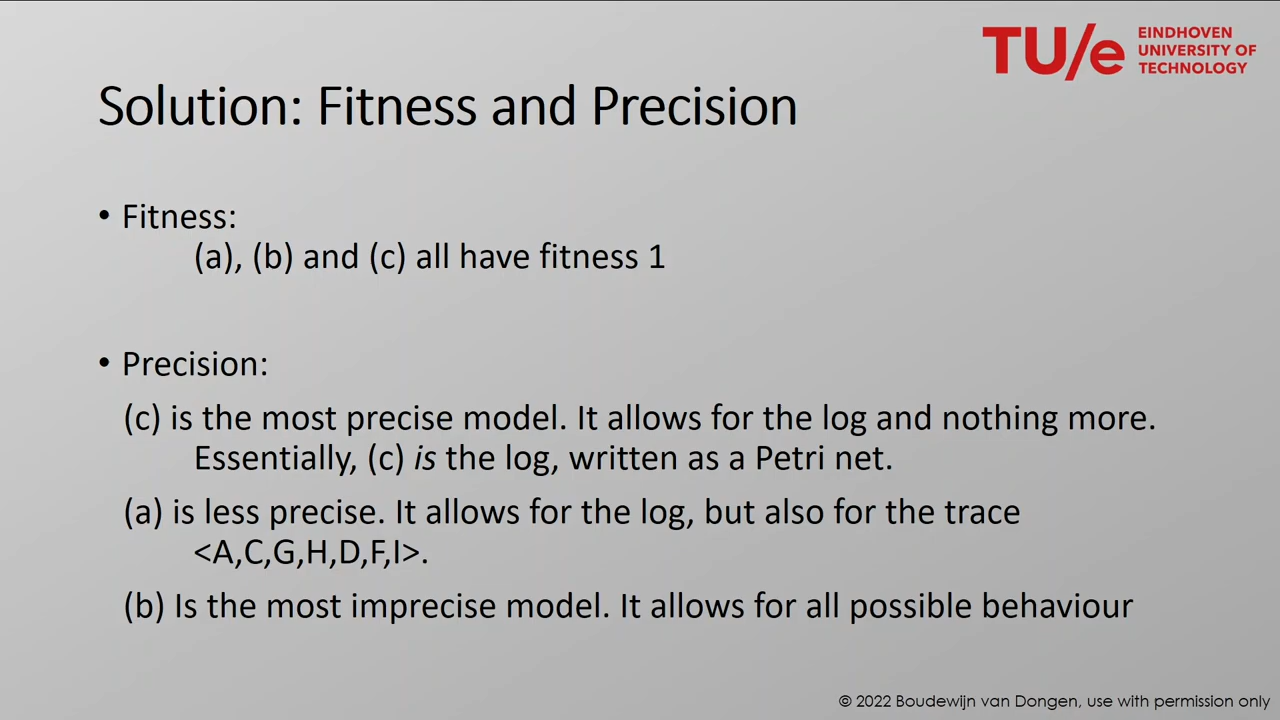 TU/e EINDHOVEN
UNIVERSITY OF
TECHNOLOGY
Solution: Fitness and Precision
• Fitness:
(a), (b) and (c) all have fitness 1
• Precision:
(c) is the most precise model. It allows for the log and nothing more.
Essentially, (c) is the log, written as a Petri net.
(a) is less precise. It allows for the log, but also for the trace
<A,C,G,H,D,F,I>.
(b) Is the most imprecise model. It allows for all possible behaviour
© 2022 Boudewijn van Dongen, use with permission only